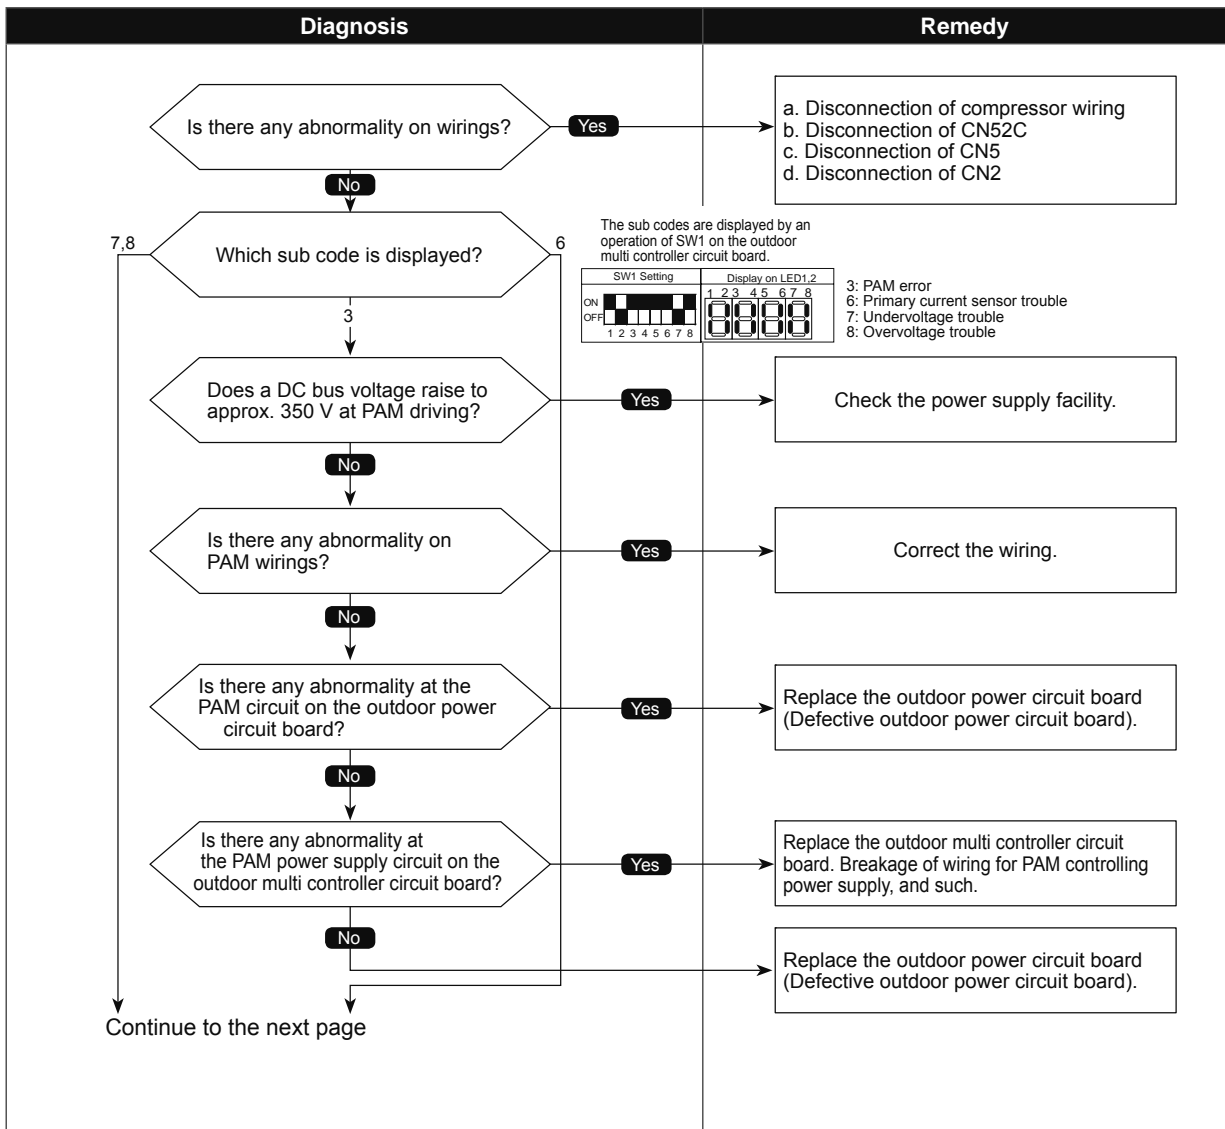 Diagnosis
Remedy
Is there any abnormality on wirings?
Yes
a. Disconnection of compressor wiring
b. Disconnection of CN52C
c. Disconnection of CN5
d. Disconnection of CN2
No
7,8
Which sub code is displayed?
6
The sub codes are displayed by an
operation of SW1 on the outdoor
multi controller circuit board.
SW1 Setting
Display on LED1,2
ON
OFF
1 2 3 4 5 6 7 8
1 2 3 4 5 6 7 8
3: PAM error
6: Primary current sensor trouble
7: Undervoltage trouble
8: Overvoltage trouble
3
Does a DC bus voltage raise to
approx. 350 V at PAM driving?
Yes
Check the power supply facility.
No
Is there any abnormality on
PAM wirings?
Yes
Correct the wiring.
No
Is there any abnormality at the
PAM circuit on the outdoor power
circuit board?
Yes
Replace the outdoor power circuit board
(Defective outdoor power circuit board).
No
Is there any abnormality at
the PAM power supply circuit on the
outdoor multi controller circuit board?
Yes
Replace the outdoor multi controller circuit
board. Breakage of wiring for PAM controlling
power supply, and such.
No
Replace the outdoor power circuit board
(Defective outdoor power circuit board).
Continue to the next page